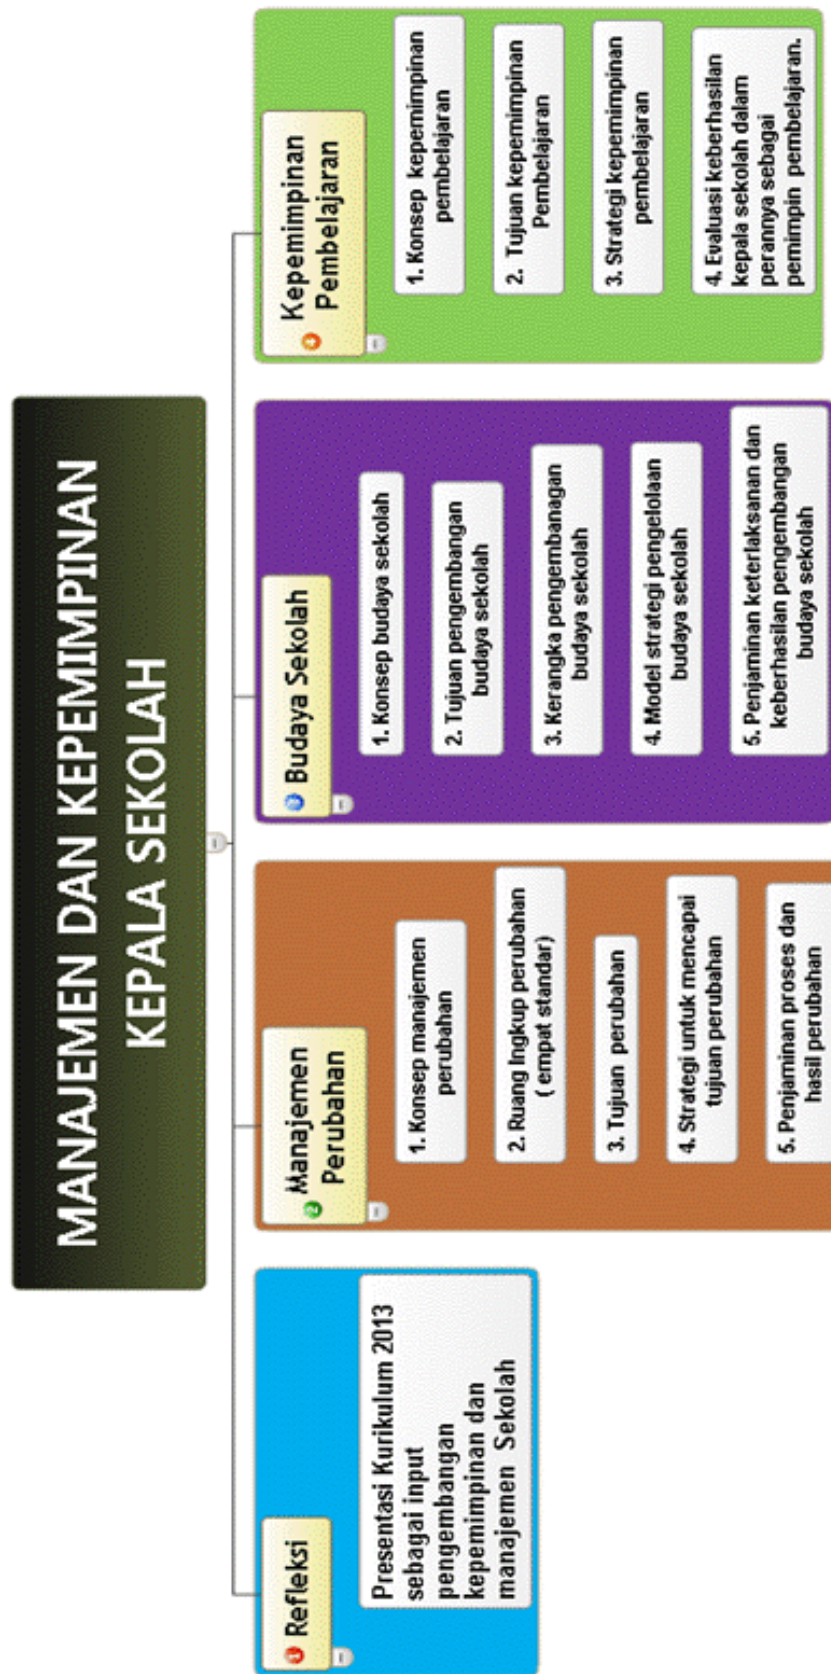 MANAJEMEN DAN KEPEMIMPINAN
KEPALA SEKOLAH
1 Refleksi
Presentasi Kurikulum 2013
sebagai input
pengembangan
kepemimpinan dan
manajemen Sekolah
2 Manajemen
Perubahan
1. Konsep manajemen
perubahan
2. Ruang lngkup perubahan
( empat standar)
3. Tujuan perubahan
4. Strategi untuk mencapai
tujuan perubahan
5. Penjaminan proses dan
hasil perubahan
3 Budaya Sekolah
1. Konsep budaya sekolah
2. Tujuan pengembangan
budaya sekolah
3. Kerangka pengembanagan
budaya sekolah
4. Model strategi pengelolaan
budaya sekolah
5. Penjaminan keterlaksanan dan
keberhasilan pengembangan
budaya sekolah
4 Kepemimpinan
Pembelajaran
1. Konsep kepemimpinan
pembelajaran
2. Tujuan kepemimpinan
Pembelajaran
3. Strategi kepemimpinan
pembelajaran
4. Evaluasi keberhasilan
kepala sekolah dalam
perannya sebagai
pemimpin pembelajaran.